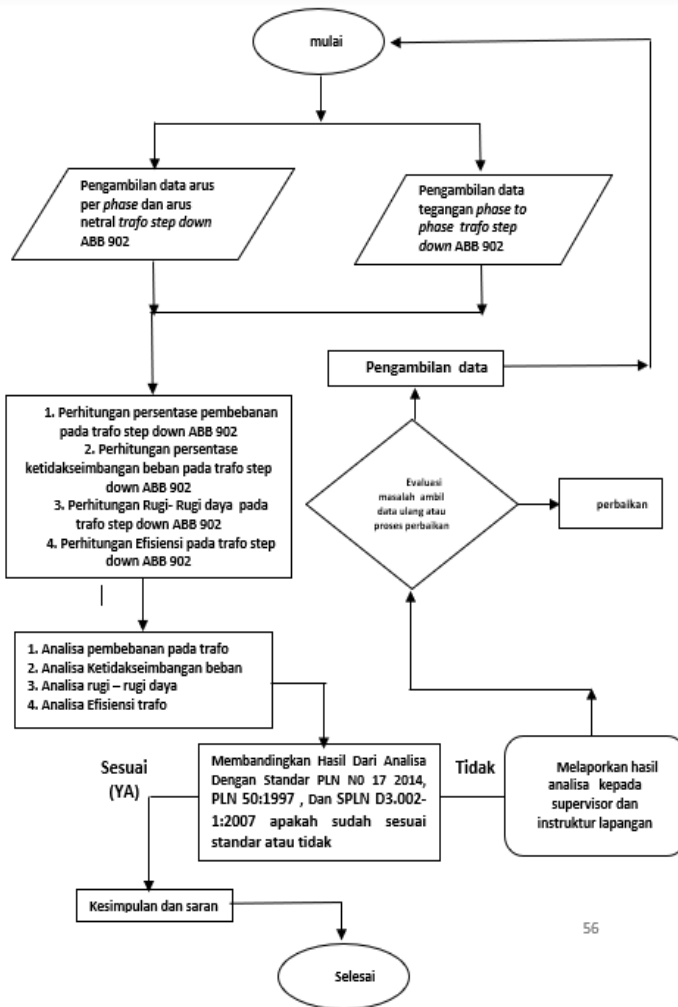 mulai
Pengambilan data arus
per phase dan arus
netral trafo step down
ABB 902
Pengambilan data
tegangan phase to
phase trafo step
down ABB 902
Pengambilan data
1. Perhitungan persentase pembebanan
pada trafo step down ABB 902
2. Perhitungan persentase
ketidakseimbangan beban pada trafo step
down ABB 902
3. Perhitungan Rugi- Rugi daya pada
trafo step down ABB 902
4. Perhitungan Efisiensi pada trafo step
down ABB 902
Evaluasi
masalah ambil
data ulang atau
proses perbaikan
perbaikan
1. Analisa pembebanan pada trafo
2. Analisa Ketidakseimbangan beban
3. Analisa rugi – rugi daya
4. Analisa Efisiensi trafo
Sesuai
(YA)
Membandingkan Hasil Dari Analisa
Dengan Standar PLN N0 17 2014,
PLN 50:1997 , Dan SPLN D3.002-
1:2007 apakah sudah sesuai
standar atau tidak
Tidak
Melaporkan hasil
analisa kepada
supervisor dan
instruktur lapangan
Kesimpulan dan saran
56
Selesai